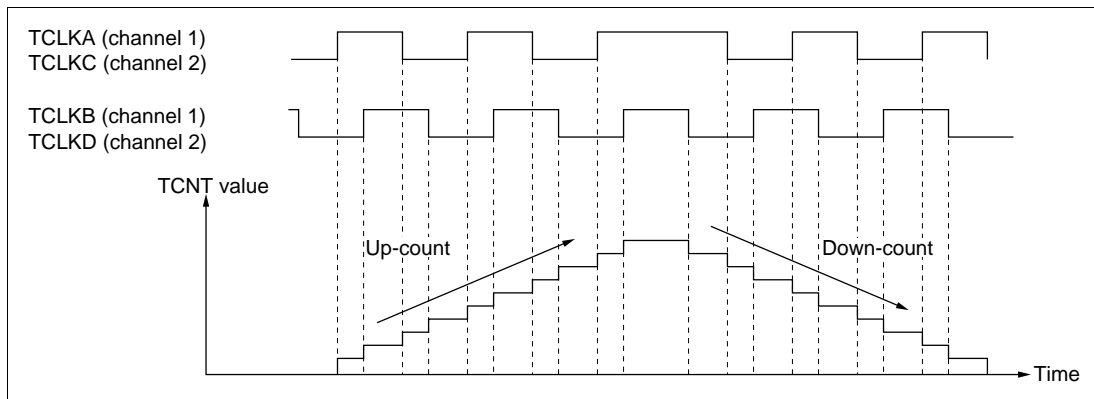 TCLKA (channel 1)
TCLKC (channel 2)
TCLKB (channel 1)
TCLKD (channel 2)
TCNT value
Up-count
Down-count
Time